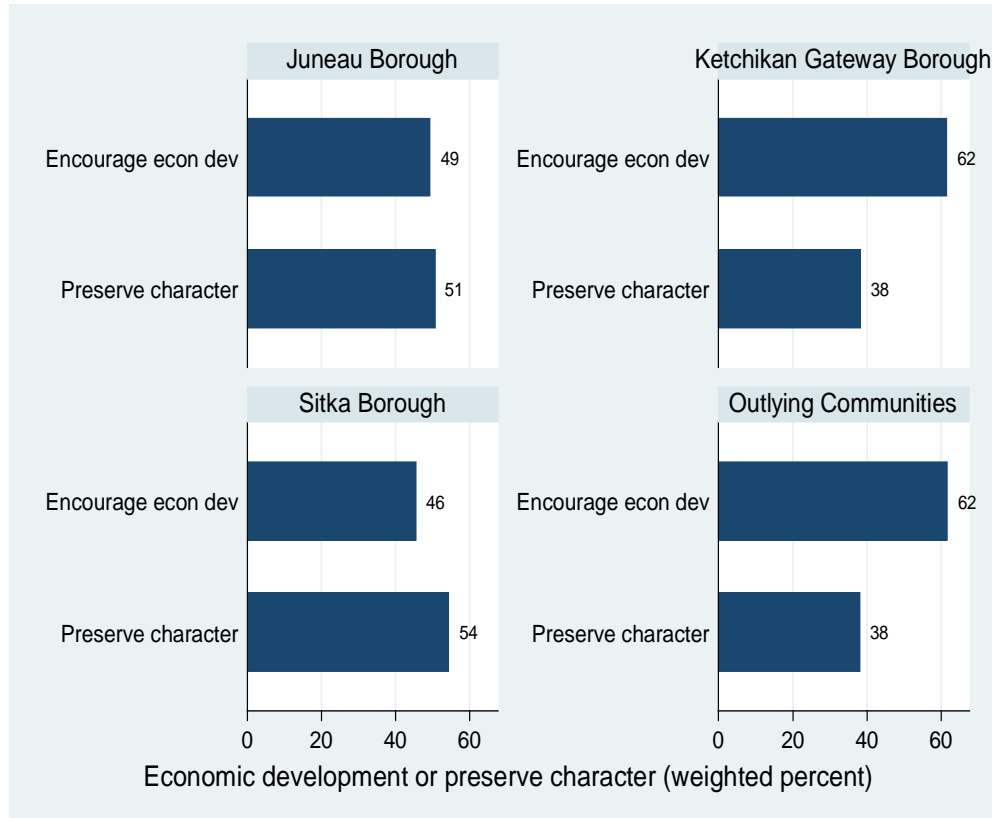 Juneau Borough
Encourage econ dev
49
Preserve character
51
Ketchikan Gateway Borough
Encourage econ dev
62
Preserve character
38
Sitka Borough
Encourage econ dev
46
Preserve character
54
0 20 40 60
Outlying Communities
Encourage econ dev
62
Preserve character
38
0 20 40 60
Economic development or preserve character (weighted percent)